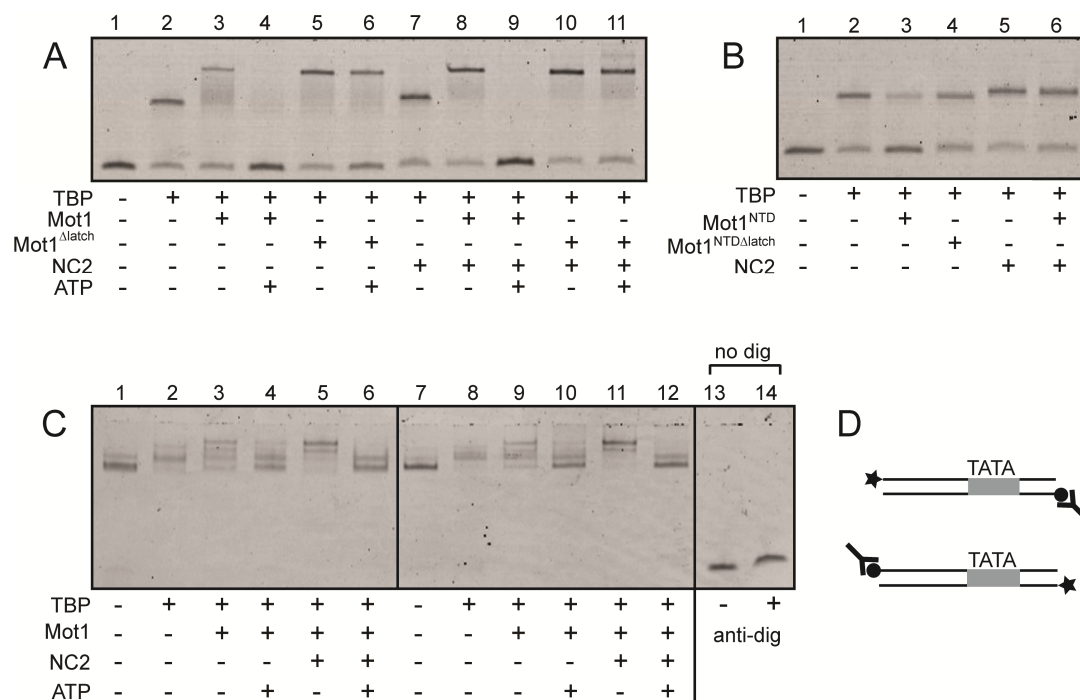 A
1 2 3 4 5 6 7 8 9 10 11
TBP - + + + + + + + + + +
Mot1 - - + + - - - + + - -
Mot1Δlatch - - - - + + - - - + +
NC2 - - - - - - + + + + +
ATP - - - + - + - - + - +
B
1 2 3 4 5 6
TBP - + + + + +
Mot1NTD - - + - - +
Mot1NTDΔlatch - - - + - -
NC2 - - - - + +
no dig
C
1 2 3 4 5 6 7 8 9 10 11 12 13 14
TBP - + + + + + - + + + + + - +
Mot1 - - + + + + - - + + + +
anti-dig
NC2 - - - - + + - - - - + +
ATP - - - + - + - - - + - +
D
TATA
TATA